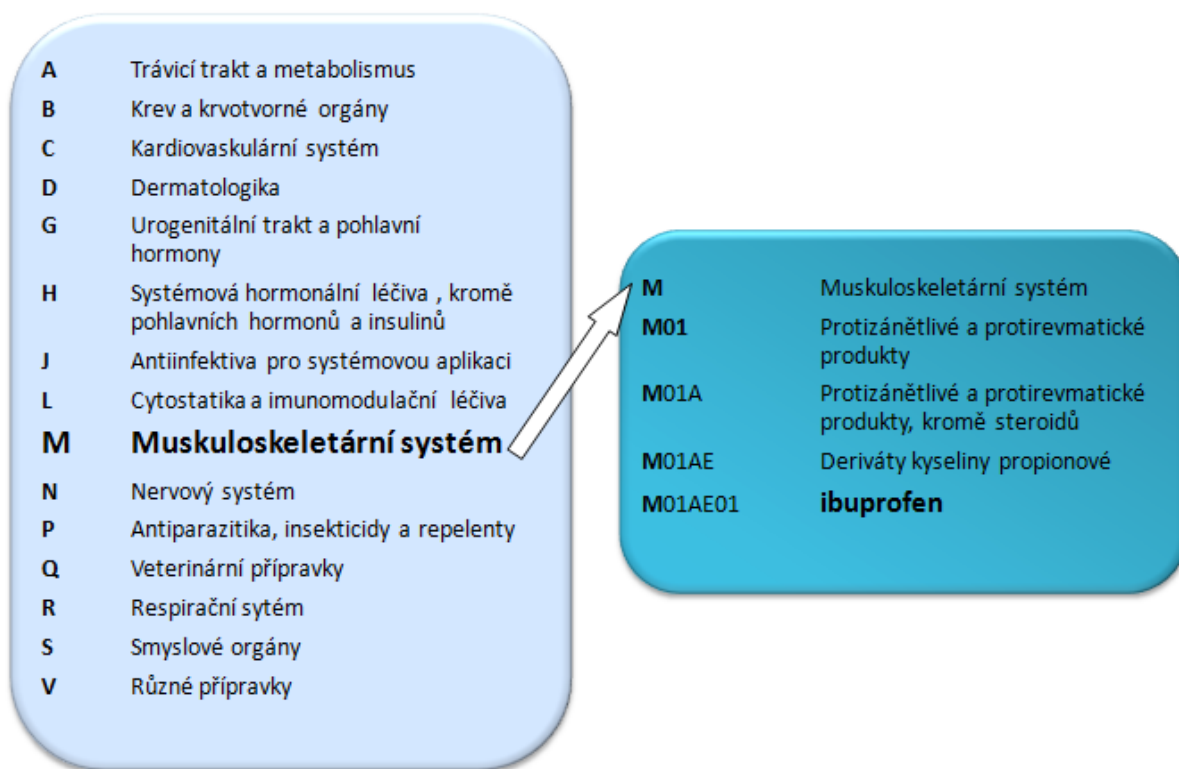 A Trávicí trakt a metabolismus
B Krev a krvotvorné orgány
C Kardiovaskulární systém
D Dermatologika
G Urogenitální trakt a pohlavní
hormony
H Systémová hormonální léčiva , kromě
pohlavních hormonů a insulinů
J Antiinfektiva pro systémovou aplikaci
L Cytostatika a imunomodulační léčiva
M Muskuloskeletární systém
N Nervový systém
P Antiparazitika, insekticidy a repelenty
Q Veterinární přípravky
R Respirační sytém
S Smyslové orgány
V Různé přípravky
M Muskuloskeletární systém
M01 Protizánětlivé a protirevmatické
produkty
M01A Protizánětlivé a protirevmatické
produkty, kromě steroidů
M01AE Deriváty kyseliny propionové
M01AE01 ibuprofen